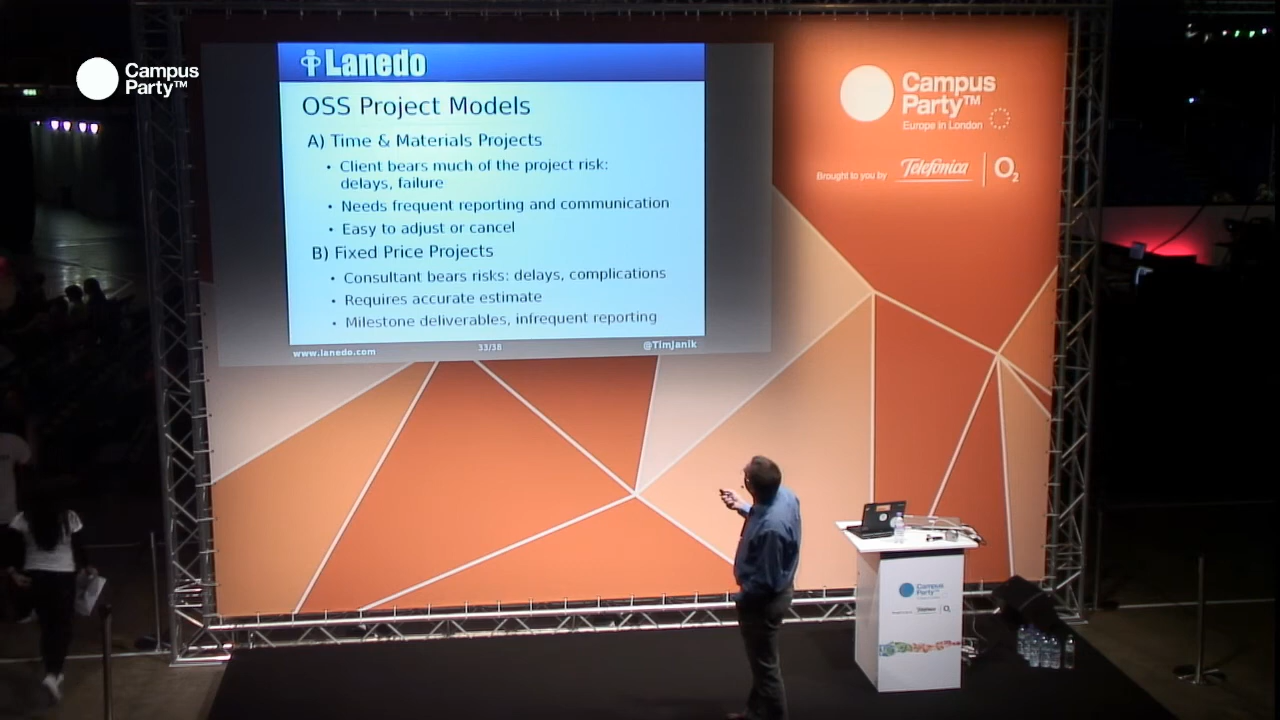 Campus
Party™
Lanedo
OSS Project Models
A) Time & Materials Projects
• Client bears much of the project risk:
delays, failure
• Needs frequent reporting and communication
• Easy to adjust or cancel
B) Fixed Price Projects
• Consultant bears risks: delays, complications
• Requires accurate estimate
• Milestone deliverables, infrequent reporting
www.lanedo.com
33/38
@TimJanik
Campus
Party™
Europe in London
Brought to you by
Telefónica
O2
Campus
Party™